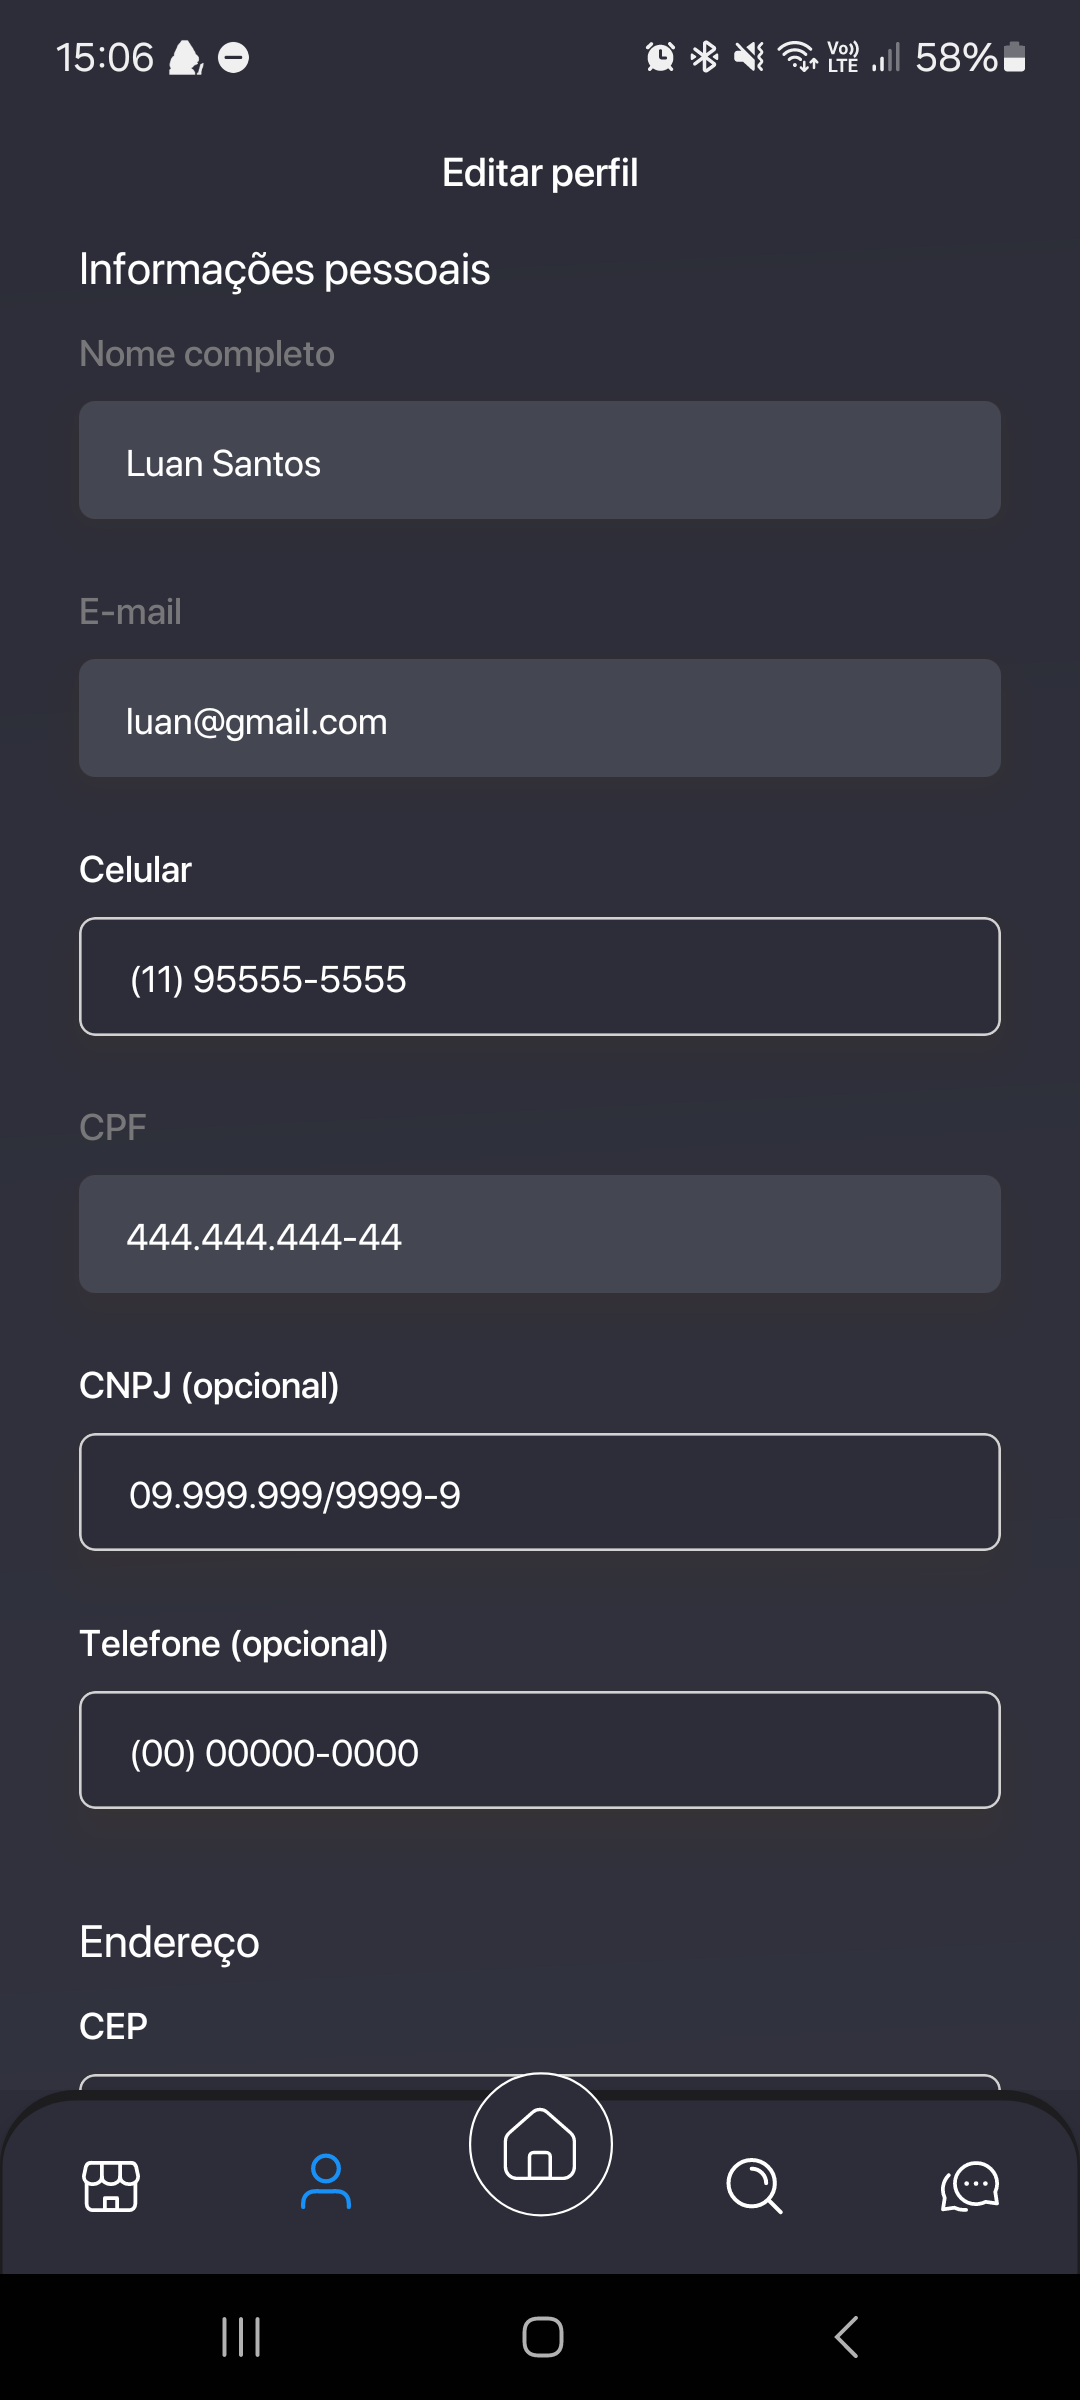 15:06
Vo))
LTE
58%
Editar perfil
Informações pessoais
Nome completo
Luan Santos
E-mail
luan@gmail.com
Celular
(11) 95555-5555
CPF
444.444.444-44
CNPJ (opcional)
09.999.999/9999-9
Telefone (opcional)
(00) 00000-0000
Endereço
CEP